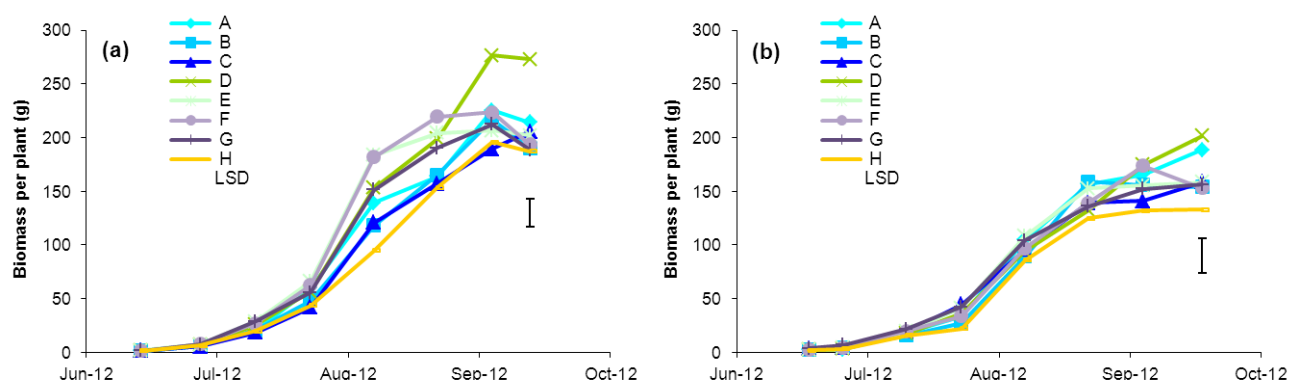 (a)
Biomass per plant (g)
300
250
200
150
100
50
0
Jun-12 Jul-12 Aug-12 Sep-12 Oct-12
A
B
C
D
E
F
G
H
LSD
(b)
Biomass per plant (g)
300
250
200
150
100
50
0
Jun-12 Jul-12 Aug-12 Sep-12 Oct-12
A
B
C
D
E
F
G
H
LSD